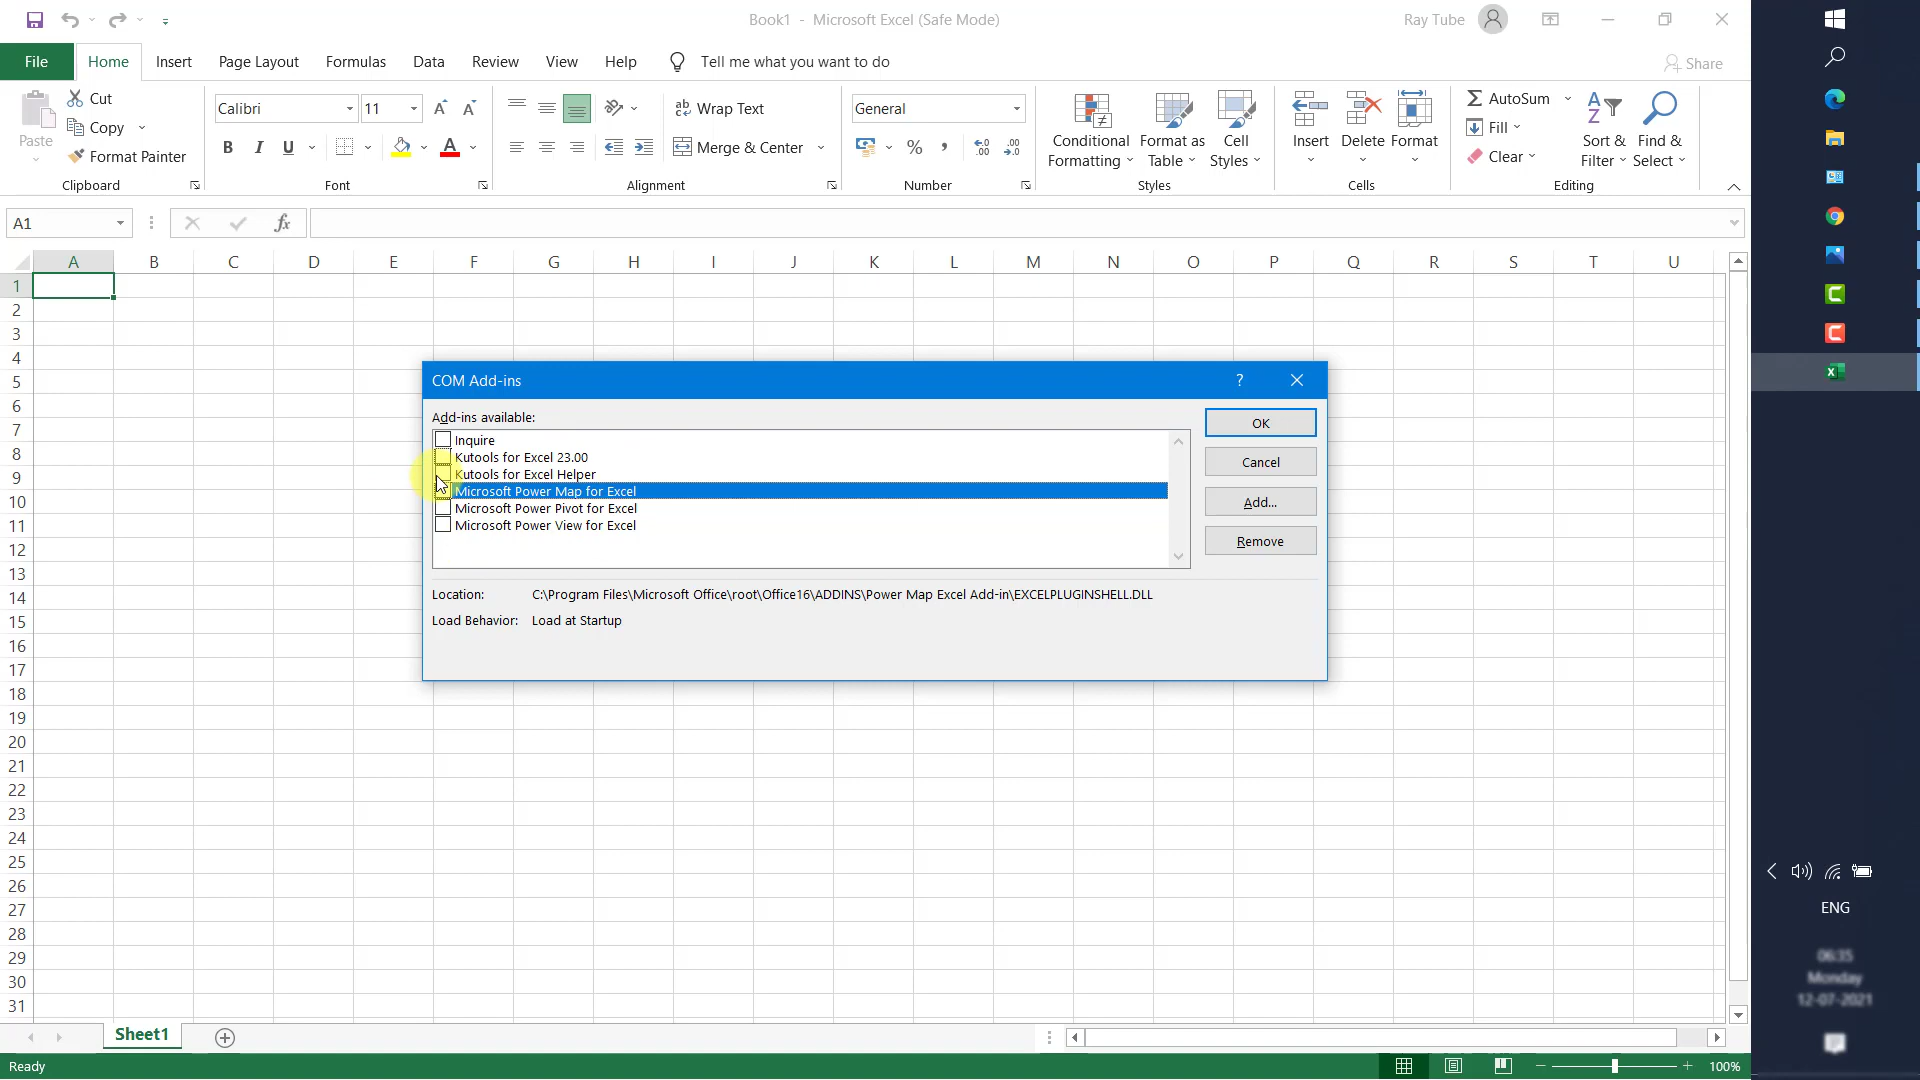 Book1 - Microsoft Excel (Safe Mode)
Ray Tube
File Home Insert Page Layout Formulas Data Review View Help Tell me what you want to do
Share
Paste
Cut
Copy
Format Painter
Clipboard
Calibri 11
B I U
Font
Wrap Text
Merge & Center
Alignment
General
Number
Conditional Formatting
Format as Table
Cell Styles
Styles
Insert
Delete
Format
Cells
AutoSum
Fill
Clear
Sort & Filter
Find & Select
Editing
A1
fx
A B C D E F G H I J K L M N O P Q R S T U
1
2
3
4
5
6
7
8
9
10
11
12
13
14
15
16
17
18
19
20
21
22
23
24
25
26
27
28
29
30
31
COM Add-ins
?
Add-ins available:
Inquire
Kutools for Excel 23.00
Kutools for Excel Helper
Microsoft Power Map for Excel
Microsoft Power Pivot for Excel
Microsoft Power View for Excel
OK
Cancel
Add...
Remove
Location: C:\Program Files\Microsoft Office\root\Office16\ADDINS\Power Map Excel Add-in\EXCELPLUGINSHELL.DLL
Load Behavior: Load at Startup
Sheet1
Ready
100%
ENG
06:35
Monday
12-07-2021